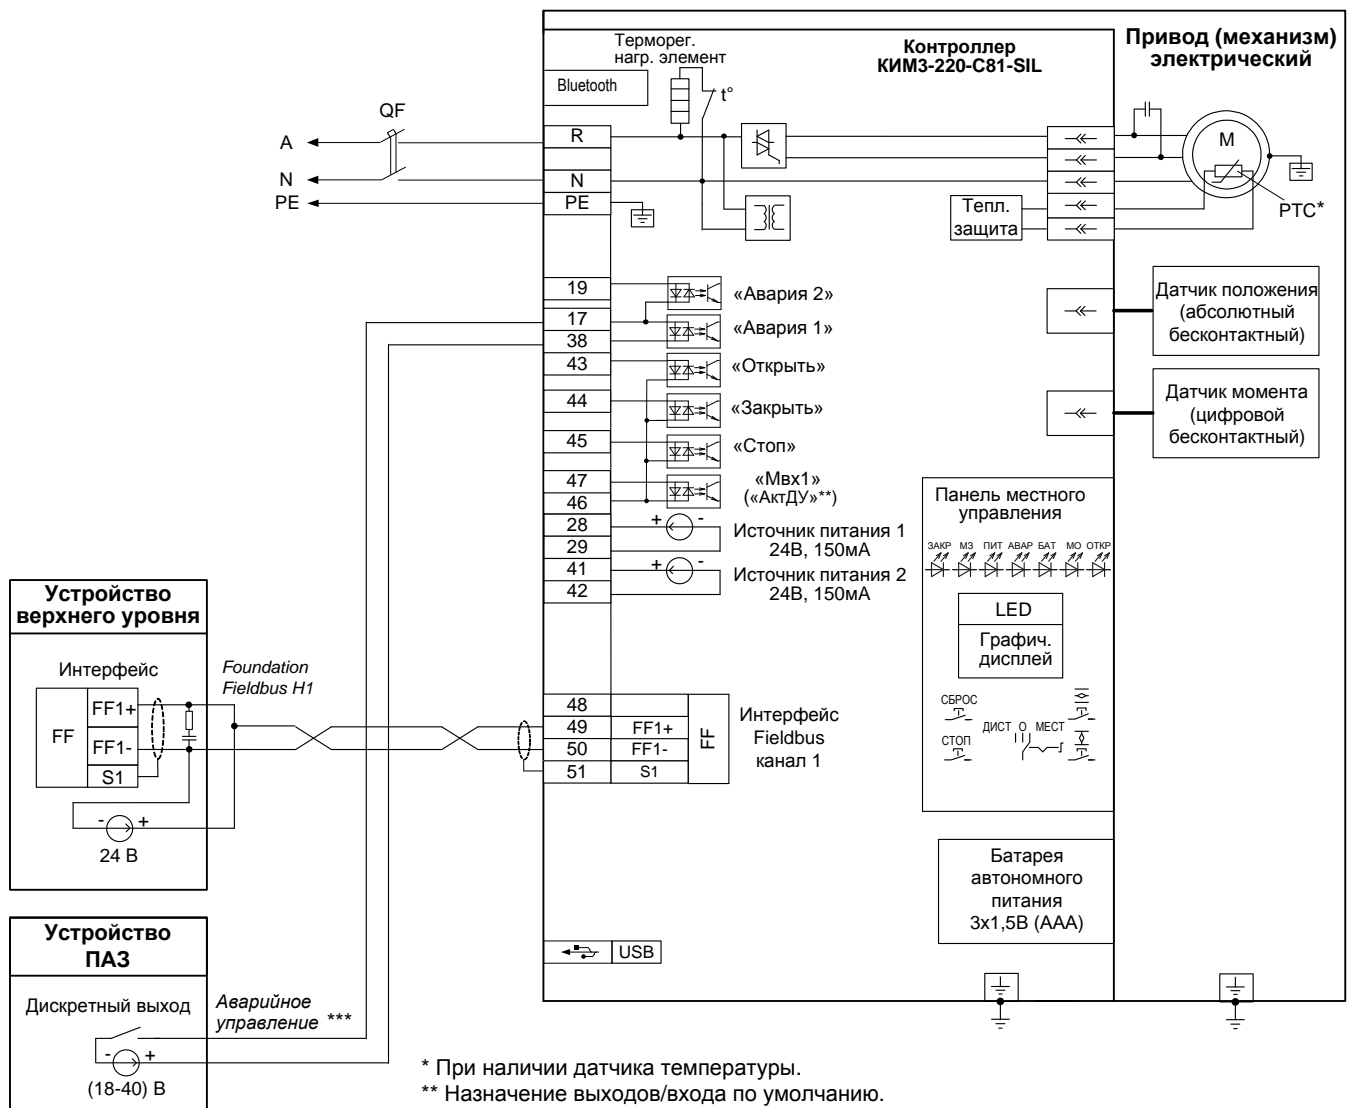 Терморег.
нагр. элемент
Контроллер
КИМ3-220-С81-SIL
Привод (механизм)
электрический
Bluetooth
t°
QF
A
R
M
N
N
PE
PE
Тепл.
защита
PTC*
19
«Авария 2»
17
«Авария 1»
38
43
«Открыть»
44
«Закрыть»
45
«Стоп»
47
«Мвх1»
46
(«АктДУ»**)
28
+ -
Источник питания 1
29
24В, 150мА
41
+ -
Источник питания 2
42
24В, 150мА
Датчик положения
(абсолютный
бесконтактный)
Датчик момента
(цифровой
бесконтактный)
Панель местного
управления
ЗАКР МЗ ПИТ АВАР БАТ МО ОТКР
LED
Графич.
дисплей
СБРОС
СТОП
ДИСТ О МЕСТ
Устройство
верхнего уровня
Интерфейс
Foundation
Fieldbus H1
FF
FF1+
FF1-
S1
- +
24 В
48
49 FF1+
50 FF1-
51 S1
FF
Интерфейс
Fieldbus
канал 1
Батарея
автономного
питания
3х1,5В (ААА)
USB
Устройство
ПАЗ
Дискретный выход
Аварийное
управление ***
- +
(18-40) В
* При наличии датчика температуры.
** Назначение выходов/входа по умолчанию.